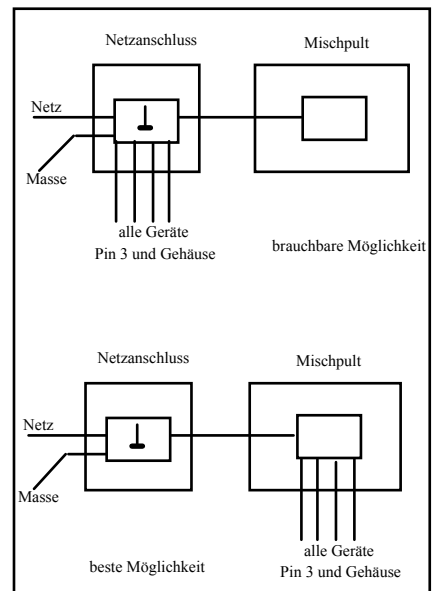 Netzanschluss
Mischpult
Netz
Masse
alle Geräte
Pin 3 und Gehäuse
brauchbare Möglichkeit
Netzanschluss
Mischpult
Netz
Masse
alle Geräte
Pin 3 und Gehäuse
beste Möglichkeit